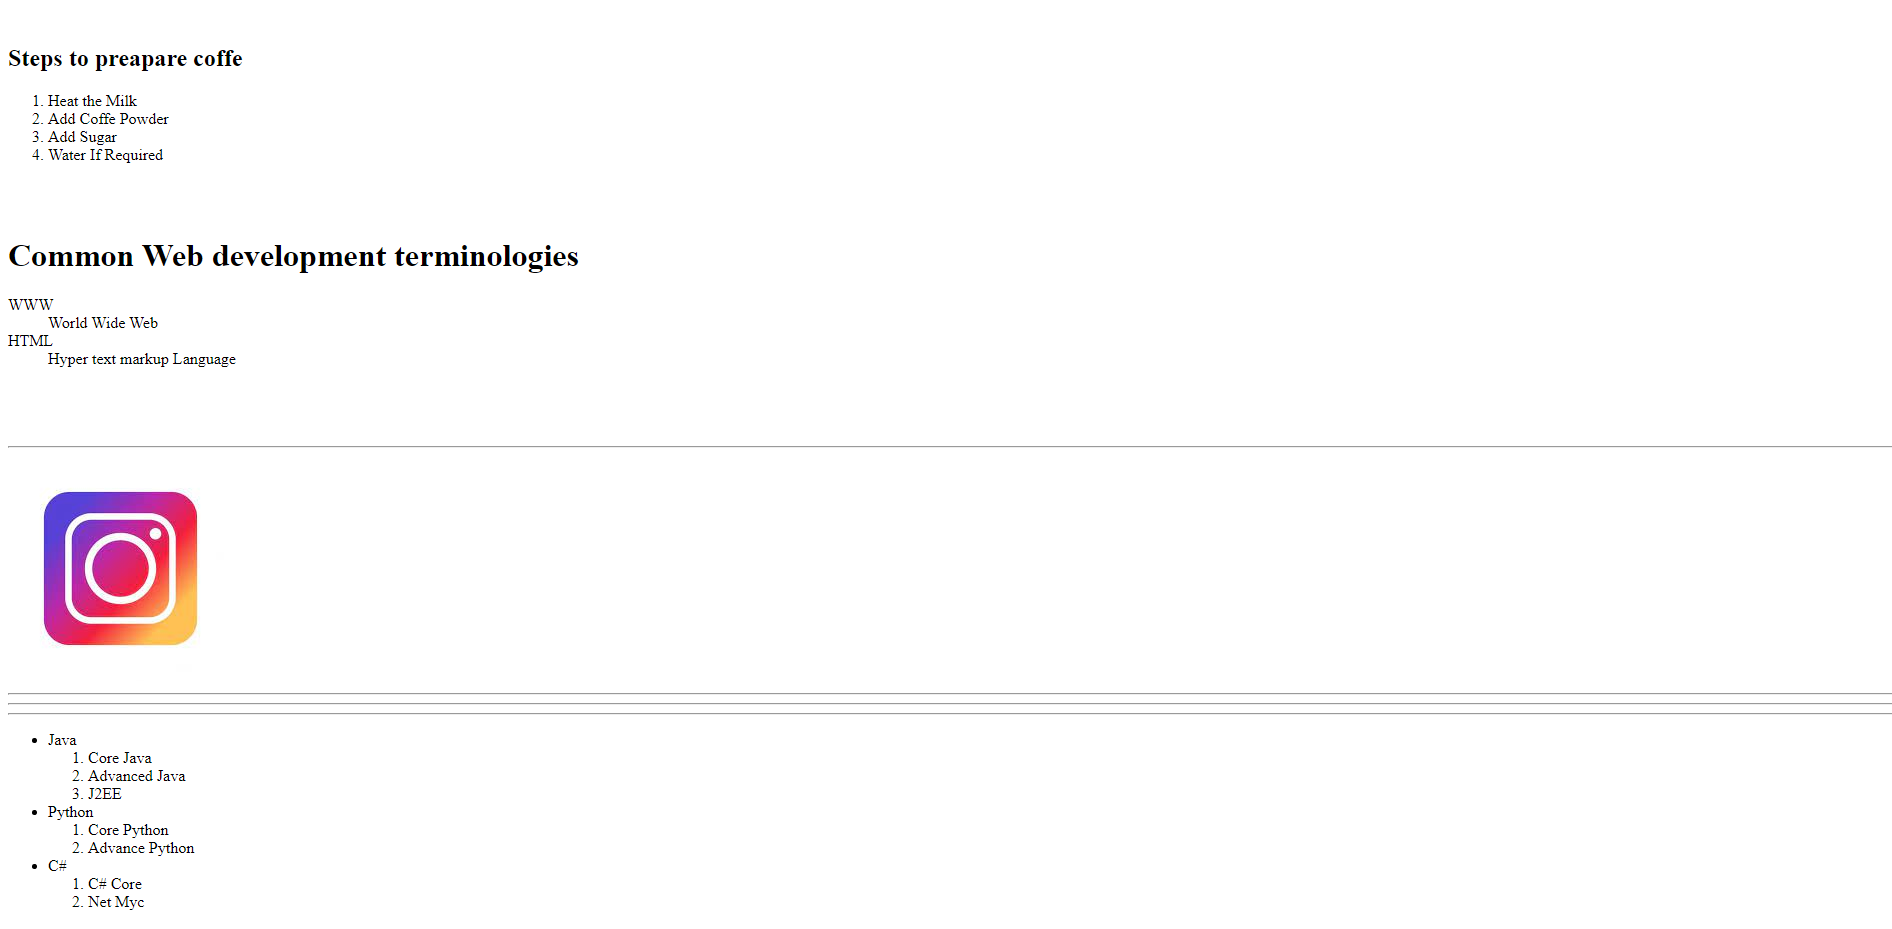 Steps to preapare coffe
1. Heat the Milk
2. Add Coffe Powder
3. Add Sugar
4. Water If Required
Common Web development terminologies
WWW
World Wide Web
HTML
Hyper text markup Language
• Java
1. Core Java
2. Advanced Java
3. J2EE
• Python
1. Core Python
2. Advance Python
• C#
1. C# Core
2. Net Myc